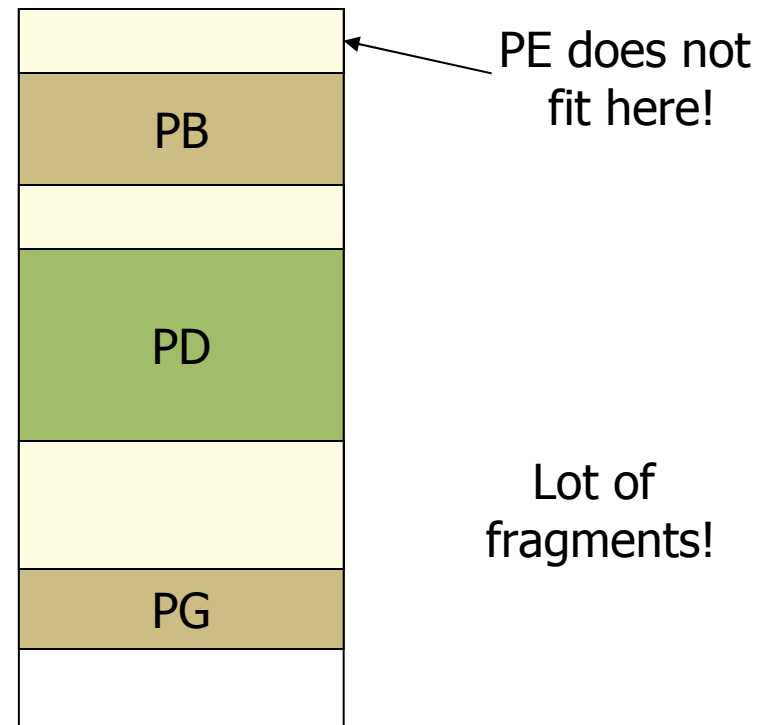 PE does not
fit here!
PB
PD
Lot of
fragments!
PG